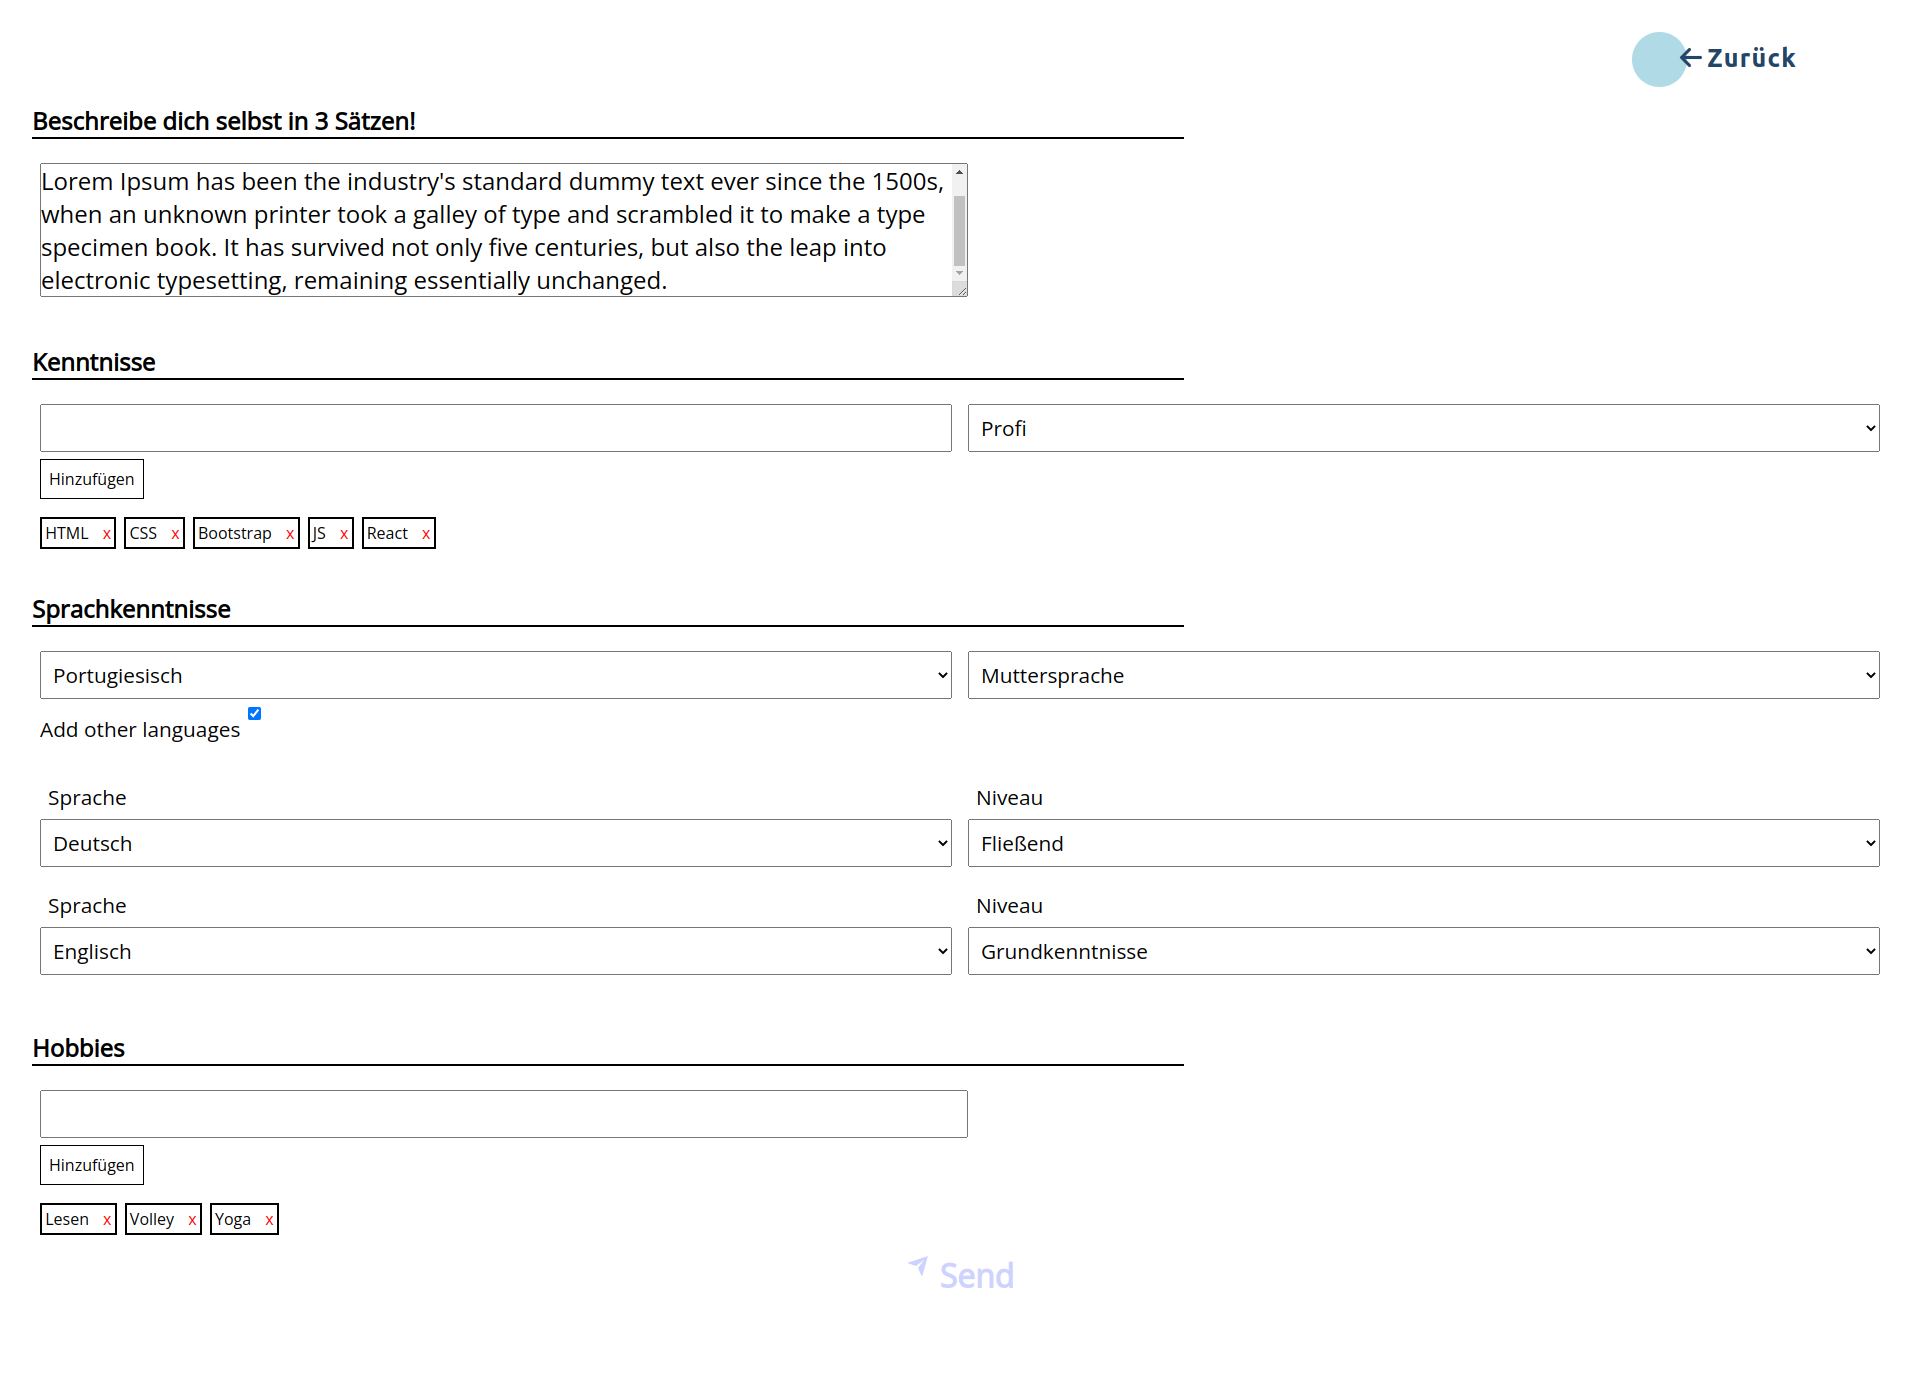 Zurück
Beschreibe dich selbst in 3 Sätzen!
Lorem Ipsum has been the industry's standard dummy text ever since the 1500s,
when an unknown printer took a galley of type and scrambled it to make a type
specimen book. It has survived not only five centuries, but also the leap into
electronic typesetting, remaining essentially unchanged.
Kenntnisse
Profi
Hinzufügen
HTML x CSS x Bootstrap x JS x React x
Sprachkenntnisse
Portugiesisch Muttersprache
Add other languages
Sprache Niveau
Deutsch Fließend
Sprache Niveau
Englisch Grundkenntnisse
Hobbies
Hinzufügen
Lesen x Volley x Yoga x
Send